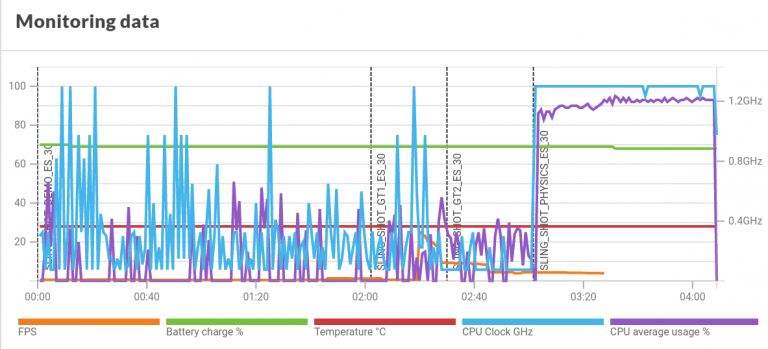 Monitoring data
100
80
60
40
20
1.2GHz
0.8GHz
0.4GHz
SLING_SHOT_GT1_ES_30
SLING_SHOT_GT2_ES_30
SLING_SHOT_PHYSICS_ES_30
00:00 00:40 01:20 02:00 02:40 03:20 04:00
FPS Battery charge % Temperature °C CPU Clock GHz CPU average usage %